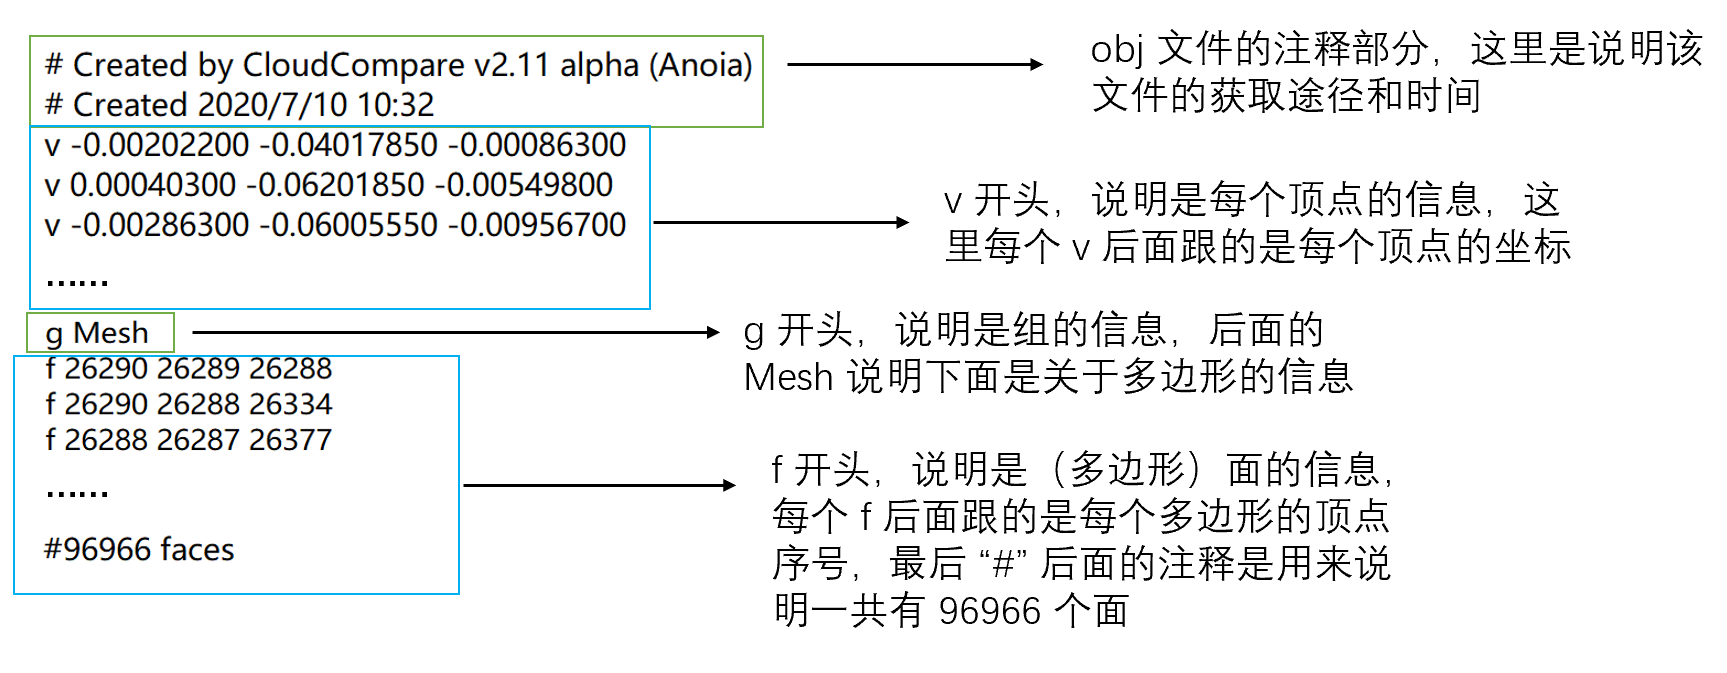 # Created by CloudCompare v2.11 alpha (Anoia)
# Created 2020/7/10 10:32
obj 文件的注释部分，这里是说明该
文件的获取途径和时间
v -0.00202200 -0.04017850 -0.00086300
v 0.00040300 -0.06201850 -0.00549800
v -0.00286300 -0.06005550 -0.00956700
……
v 开头，说明是每个顶点的信息，这
里每个 v 后面跟的是每个顶点的坐标
g Mesh
g 开头，说明是组的信息，后面的
Mesh 说明下面是关于多边形的信息
f 26290 26289 26288
f 26290 26288 26334
f 26288 26287 26377
……
#96966 faces
f 开头，说明是（多边形）面的信息，
每个 f 后面跟的是每个多边形的顶点
序号，最后 “#” 后面的注释是用来说
明一共有 96966 个面